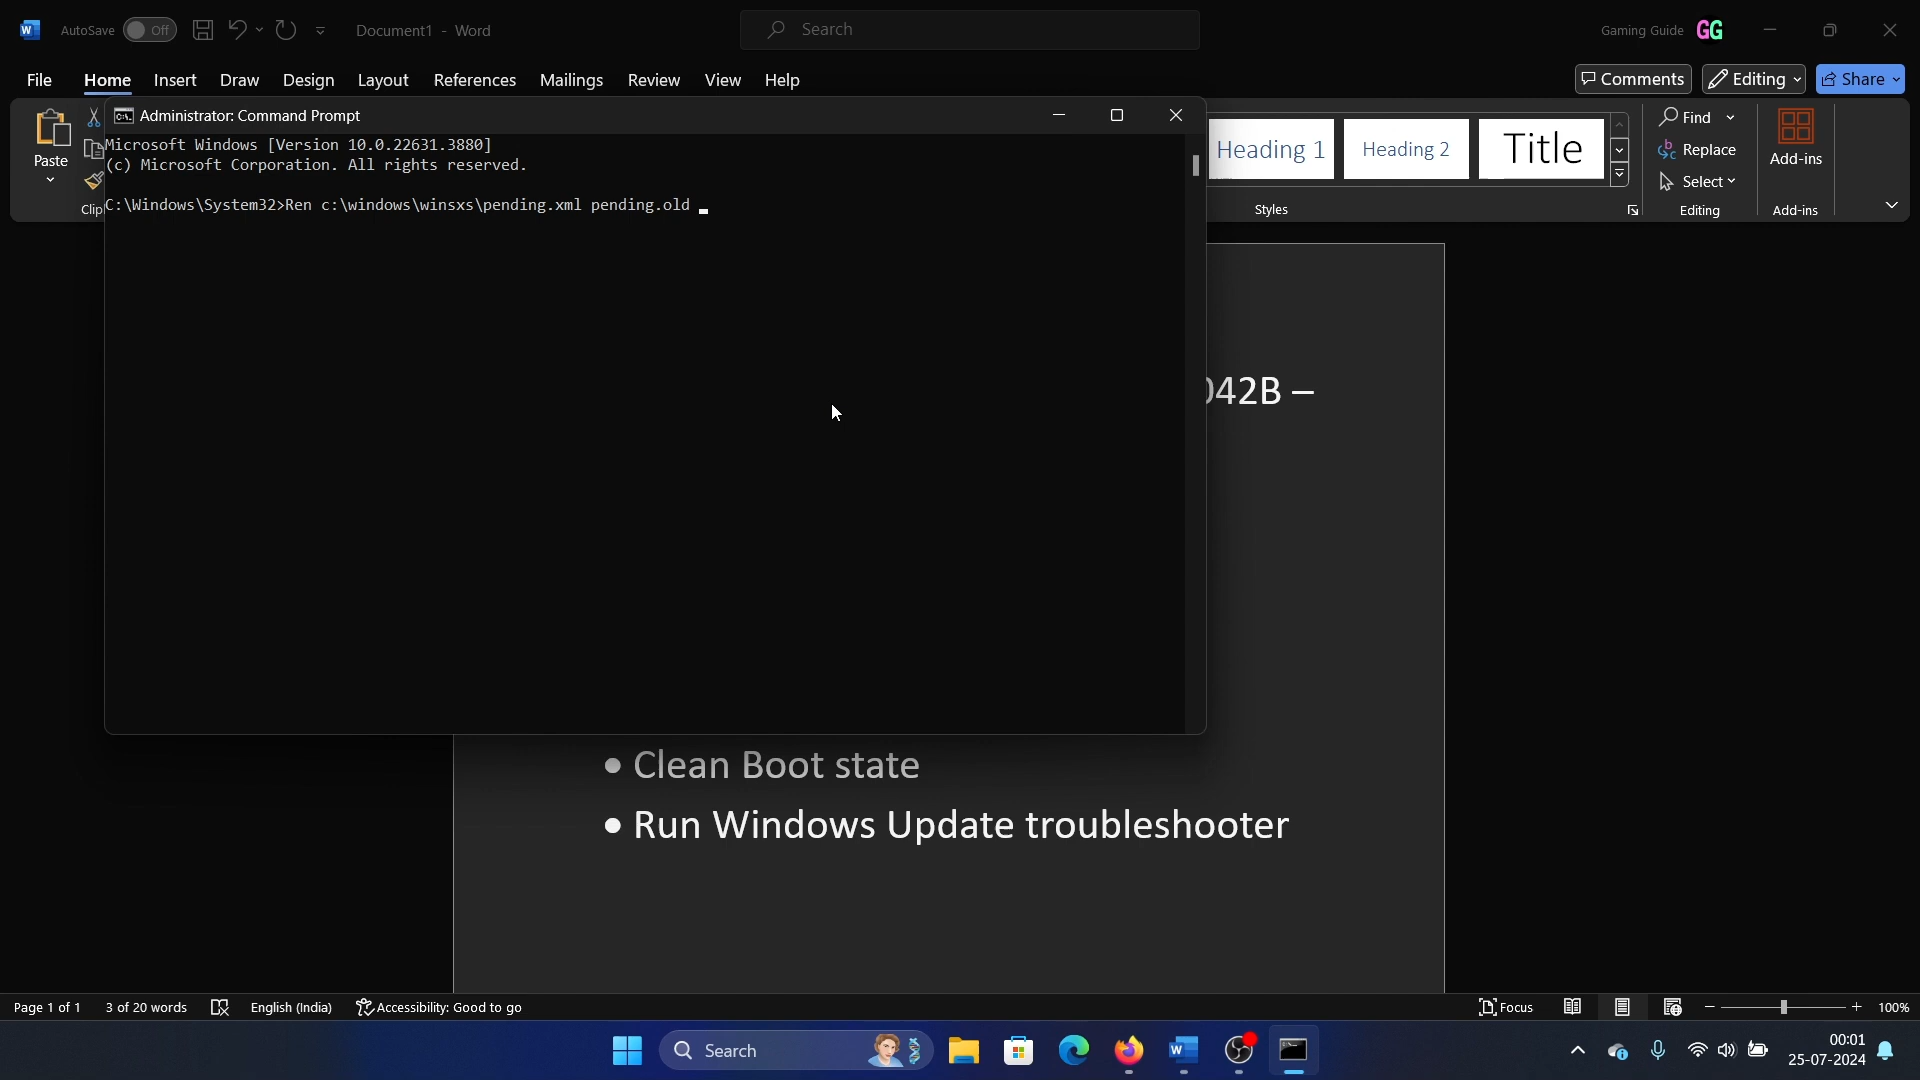 AutoSave Off Document1 - Word Search Gaming Guide GG
File Home Insert Draw Design Layout References Mailings Review View Help Comments Editing Share
Administrator: Command Prompt
Microsoft Windows [Version 10.0.22631.3880]
(c) Microsoft Corporation. All rights reserved.
C:\Windows\System32>Ren c:\windows\winsxs\pending.xml pending.old
Paste
Clip
Heading 1 Heading 2 Title
Styles
Find
Replace
Select
Editing
Add-ins
Add-ins
042B –
• Clean Boot state
• Run Windows Update troubleshooter
Page 1 of 1 3 of 20 words English (India) Accessibility: Good to go Focus 100%
Search
00:01
25-07-2024